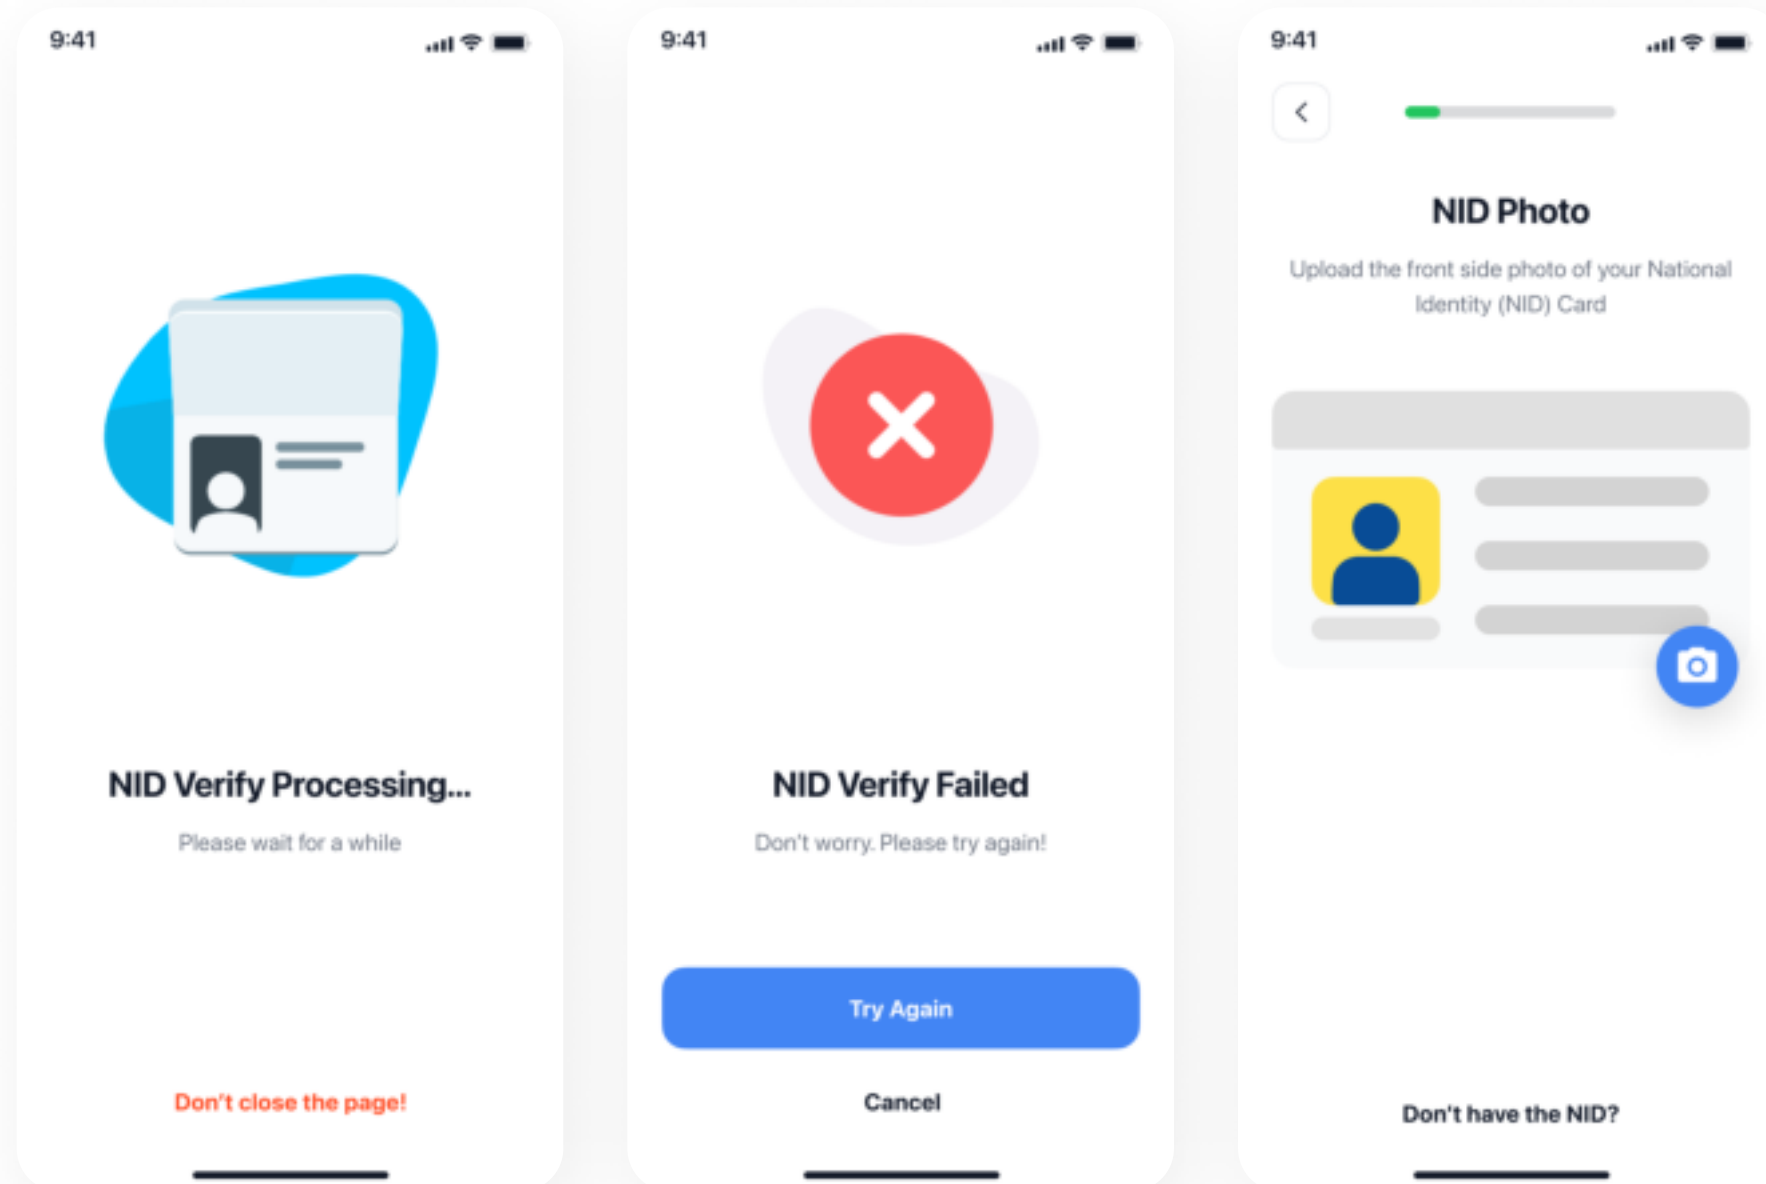 9:41
NID Verify Processing...
Please wait for a while
Don't close the page!
9:41
NID Verify Failed
Don't worry. Please try again!
Try Again
Cancel
9:41
NID Photo
Upload the front side photo of your National
Identity (NID) Card
Don't have the NID?